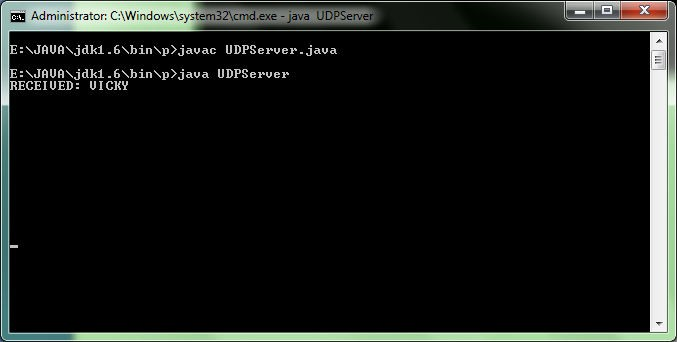 Administrator: C:\Windows\system32\cmd.exe - java  UDPServer
E:\JAVA\jdk1.6\bin\p>javac UDPServer.java
E:\JAVA\jdk1.6\bin\p>java UDPServer
RECEIVED: VICKY